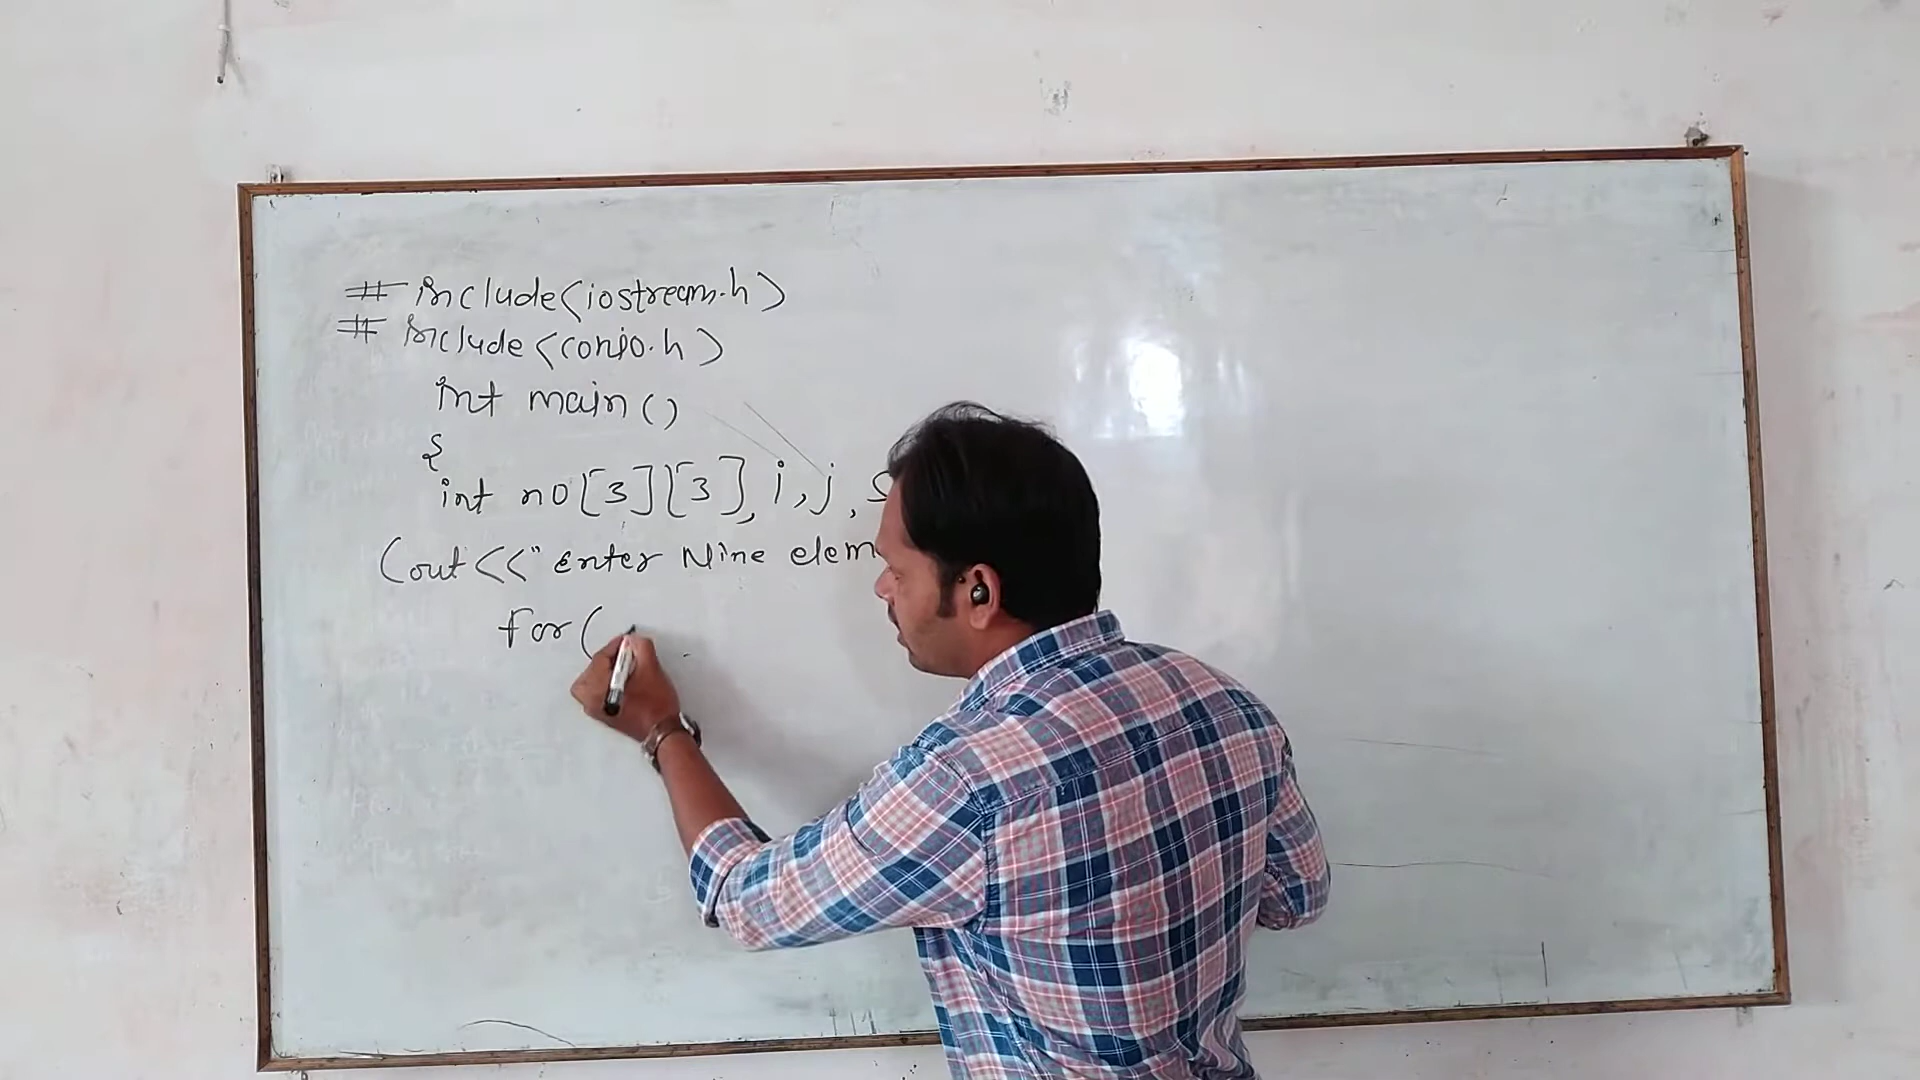 # include<iostream.h>
# include<conio.h>
int main()
{
int no[3][3], i, j, s
Cout<<"Enter Nine elem
for(